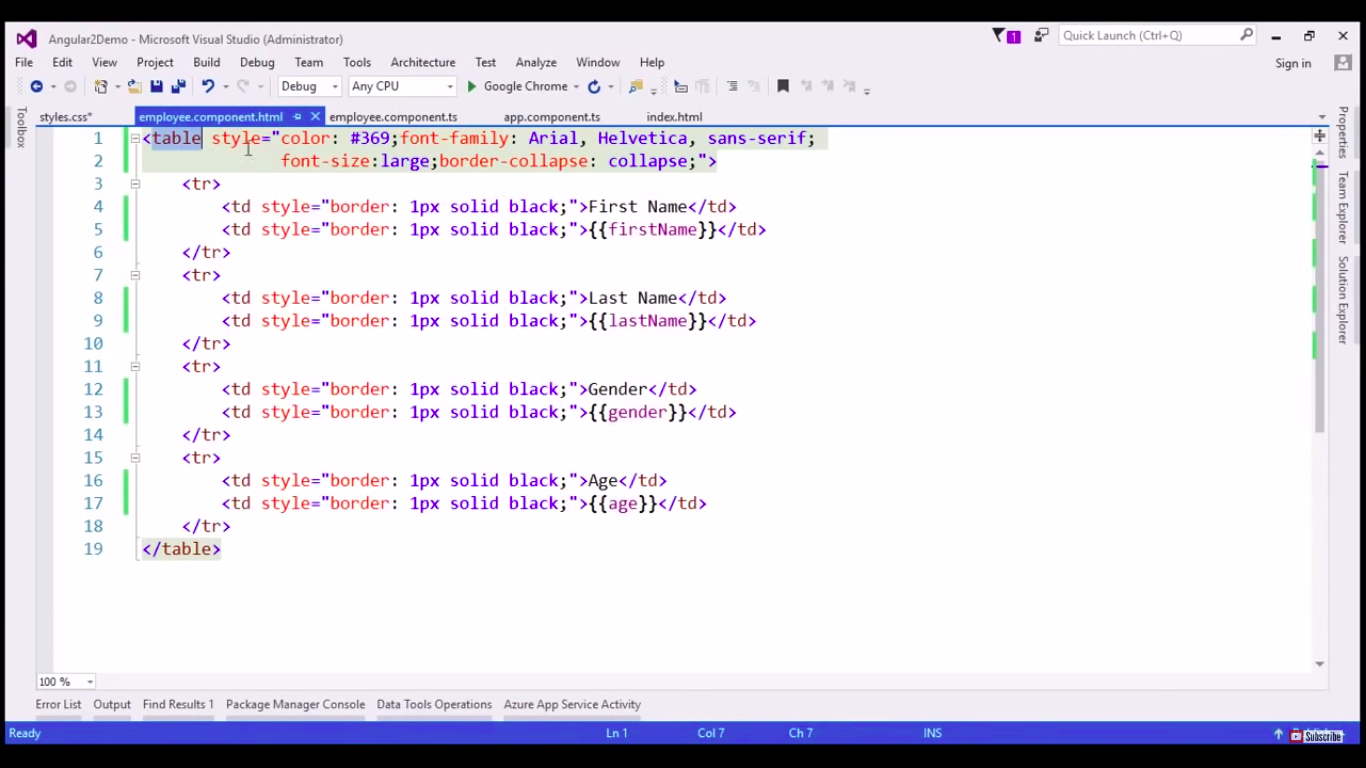 Angular2Demo - Microsoft Visual Studio (Administrator)
1
Quick Launch (Ctrl+Q)
File Edit View Project Build Debug Team Tools Architecture Test Analyze Window Help
Sign in
Debug Any CPU Google Chrome
styles.css* employee.component.html employee.component.ts app.component.ts index.html
Toolbox
Properties
Team Explorer
Solution Explorer
1 <table style="color: #369;font-family: Arial, Helvetica, sans-serif;
2 font-size:large;border-collapse: collapse;">
3 <tr>
4 <td style="border: 1px solid black;">First Name</td>
5 <td style="border: 1px solid black;">{{firstName}}</td>
6 </tr>
7 <tr>
8 <td style="border: 1px solid black;">Last Name</td>
9 <td style="border: 1px solid black;">{{lastName}}</td>
10 </tr>
11 <tr>
12 <td style="border: 1px solid black;">Gender</td>
13 <td style="border: 1px solid black;">{{gender}}</td>
14 </tr>
15 <tr>
16 <td style="border: 1px solid black;">Age</td>
17 <td style="border: 1px solid black;">{{age}}</td>
18 </tr>
19 </table>
100 %
Error List Output Find Results 1 Package Manager Console Data Tools Operations Azure App Service Activity
Ready Ln 1 Col 7 Ch 7 INS
Subscribe